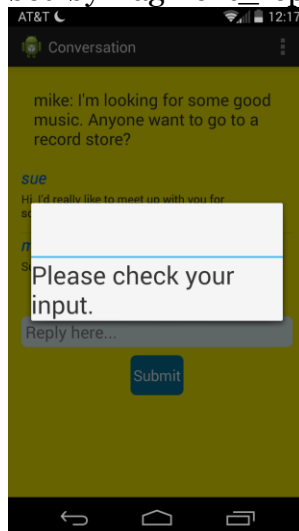 AT&T
12:17
Conversation
mike: I'm looking for some good
music. Anyone want to go to a
record store?
sue
Hi, I'd really like to meet up with you for
Please check your
input.
Reply here...
Submit